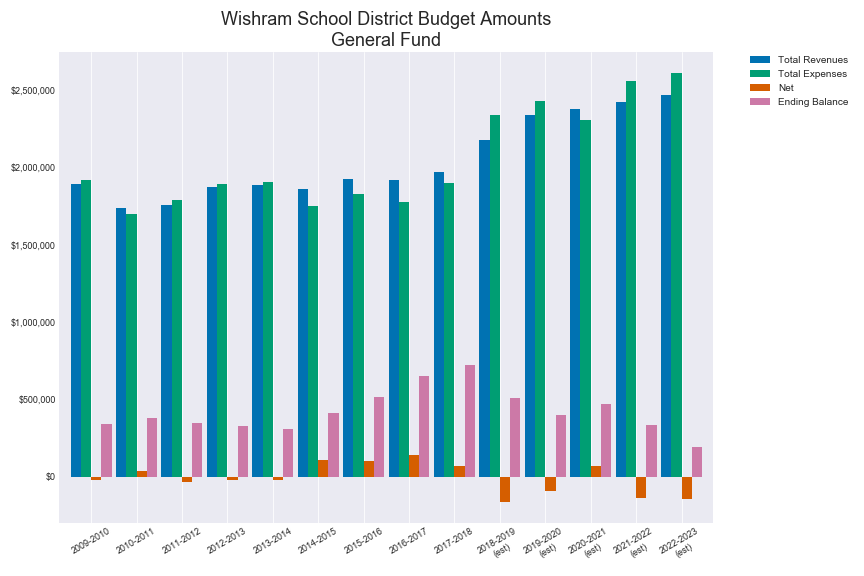 Wishram School District Budget Amounts
General Fund
Total Revenues
Total Expenses
Net
Ending Balance
$2,500,000
$2,000,000
$1,500,000
$1,000,000
$500,000
$0
2009-2010
2010-2011
2011-2012
2012-2013
2013-2014
2014-2015
2015-2016
2016-2017
2017-2018
2018-2019
(est)
2019-2020
(est)
2020-2021
(est)
2021-2022
(est)
2022-2023
(est)